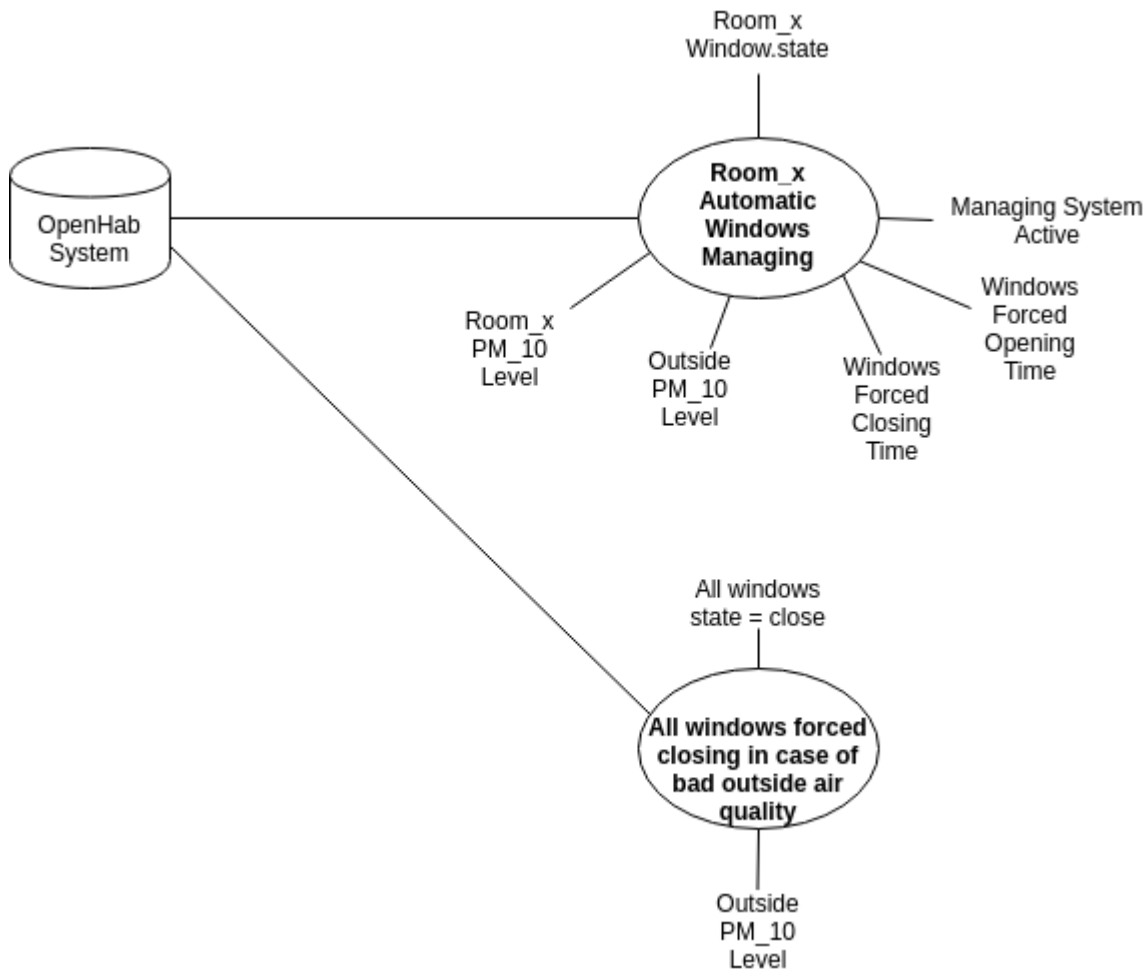 Room_x
Window.state
OpenHab
System
Room_x
Automatic
Windows
Managing
Managing System
Active
Windows
Forced
Opening
Time
Room_x
PM_10
Level
Outside
PM_10
Level
Windows
Forced
Closing
Time
All windows
state = close
All windows forced
closing in case of
bad outside air
quality
Outside
PM_10
Level